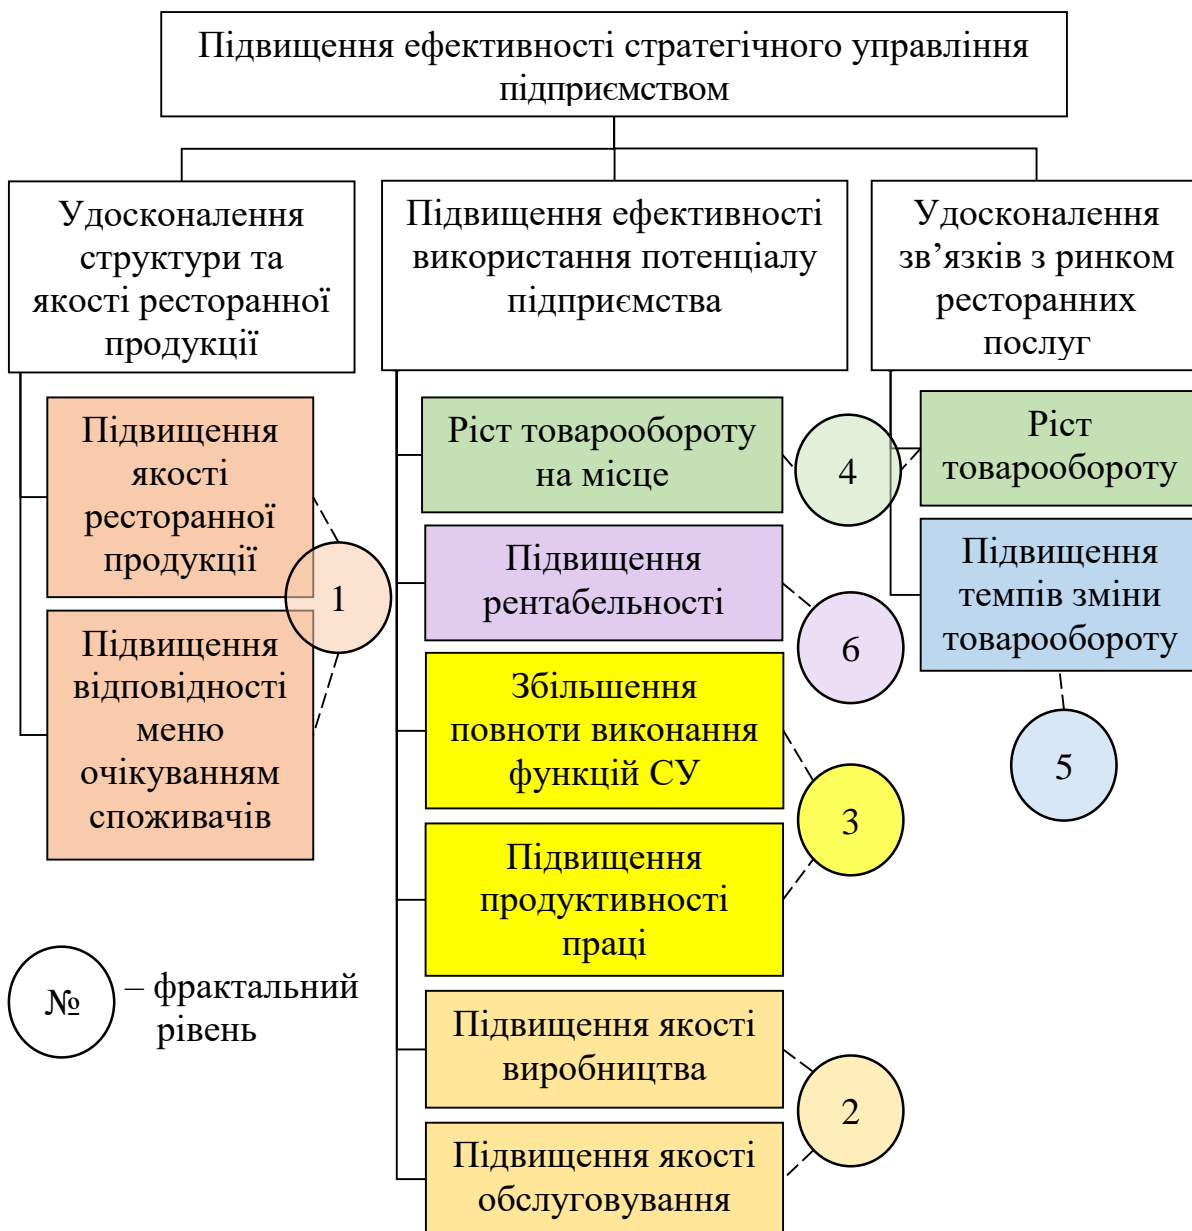 Підвищення ефективності стратегічного управління
підприємством
Удосконалення
структури та
якості ресторанної
продукції
Підвищення
якості
ресторанної
продукції
Підвищення
відповідності
меню
очікуванням
споживачів
1
Підвищення ефективності
використання потенціалу
підприємства
Ріст товарообороту
на місце
Підвищення
рентабельності
Збільшення
повноти виконання
функцій СУ
Підвищення
продуктивності
праці
Підвищення якості
виробництва
Підвищення якості
обслуговування
4
6
3
2
Удосконалення
зв’язків з ринком
ресторанних
послуг
Ріст
товарообороту
Підвищення
темпів зміни
товарообороту
5
№
– фрактальний
рівень